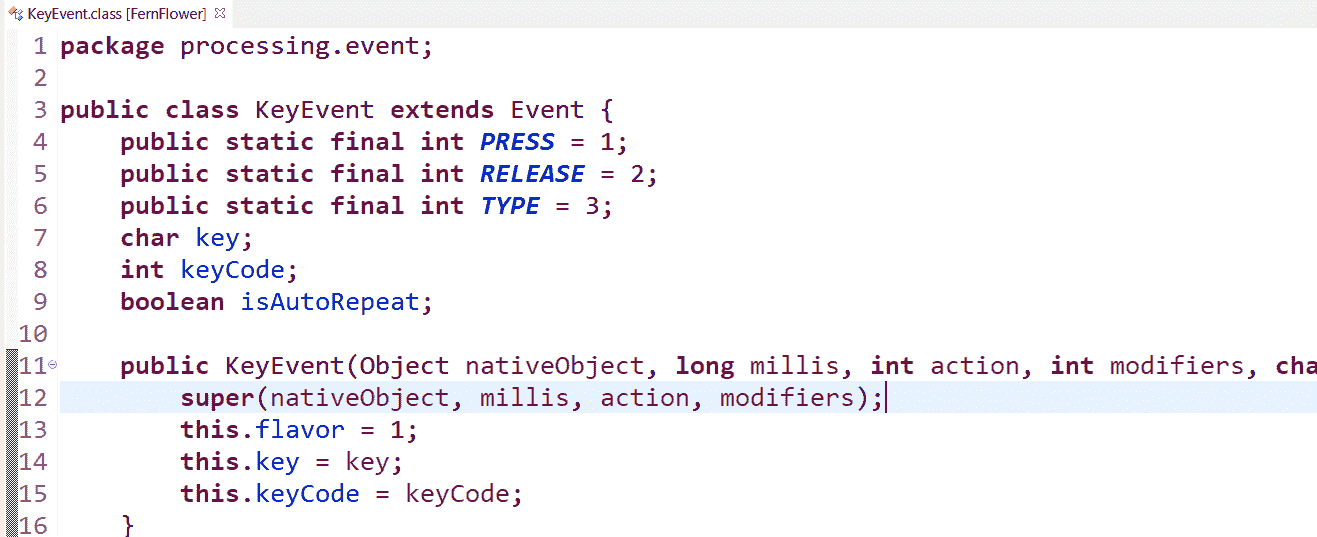 KeyEvent.class [FernFlower]
1 package processing.event;
2
3 public class KeyEvent extends Event {
4     public static final int PRESS = 1;
5     public static final int RELEASE = 2;
6     public static final int TYPE = 3;
7     char key;
8     int keyCode;
9     boolean isAutoRepeat;
10
11     public KeyEvent(Object nativeObject, long millis, int action, int modifiers, cha
12         super(nativeObject, millis, action, modifiers);
13         this.flavor = 1;
14         this.key = key;
15         this.keyCode = keyCode;
16     }